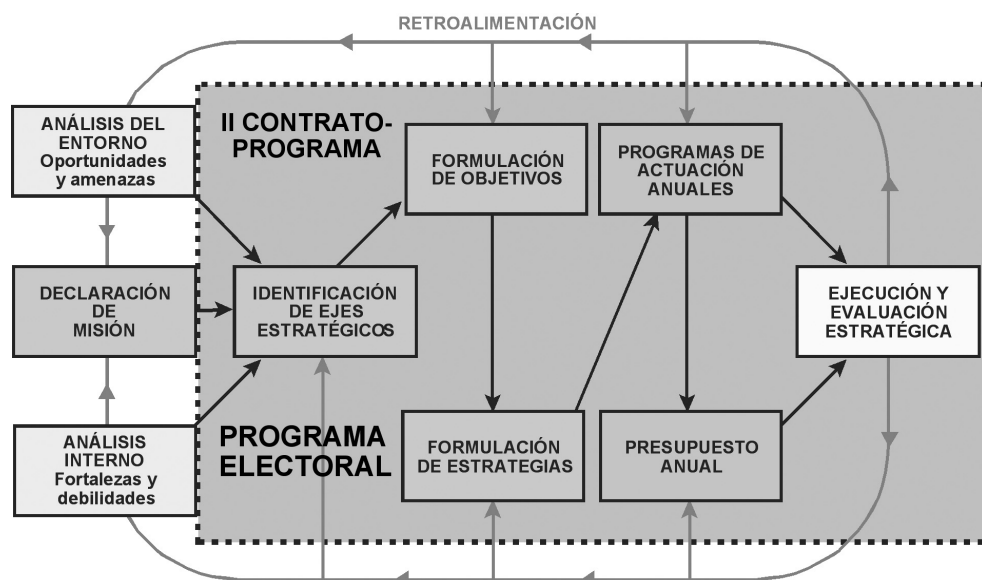 RETROALIMENTACIÓN
ANÁLISIS DEL
ENTORNO
Oportunidades
y amenazas
II CONTRATO-
PROGRAMA
FORMULACIÓN
DE OBJETIVOS
PROGRAMAS DE
ACTUACIÓN
ANUALES
DECLARACIÓN
DE
MISIÓN
IDENTIFICACIÓN
DE EJES
ESTRATÉGICOS
EJECUCIÓN Y
EVALUACIÓN
ESTRATÉGICA
ANÁLISIS
INTERNO
Fortalezas y
debilidades
PROGRAMA
ELECTORAL
FORMULACIÓN
DE ESTRATEGIAS
PRESUPUESTO
ANUAL